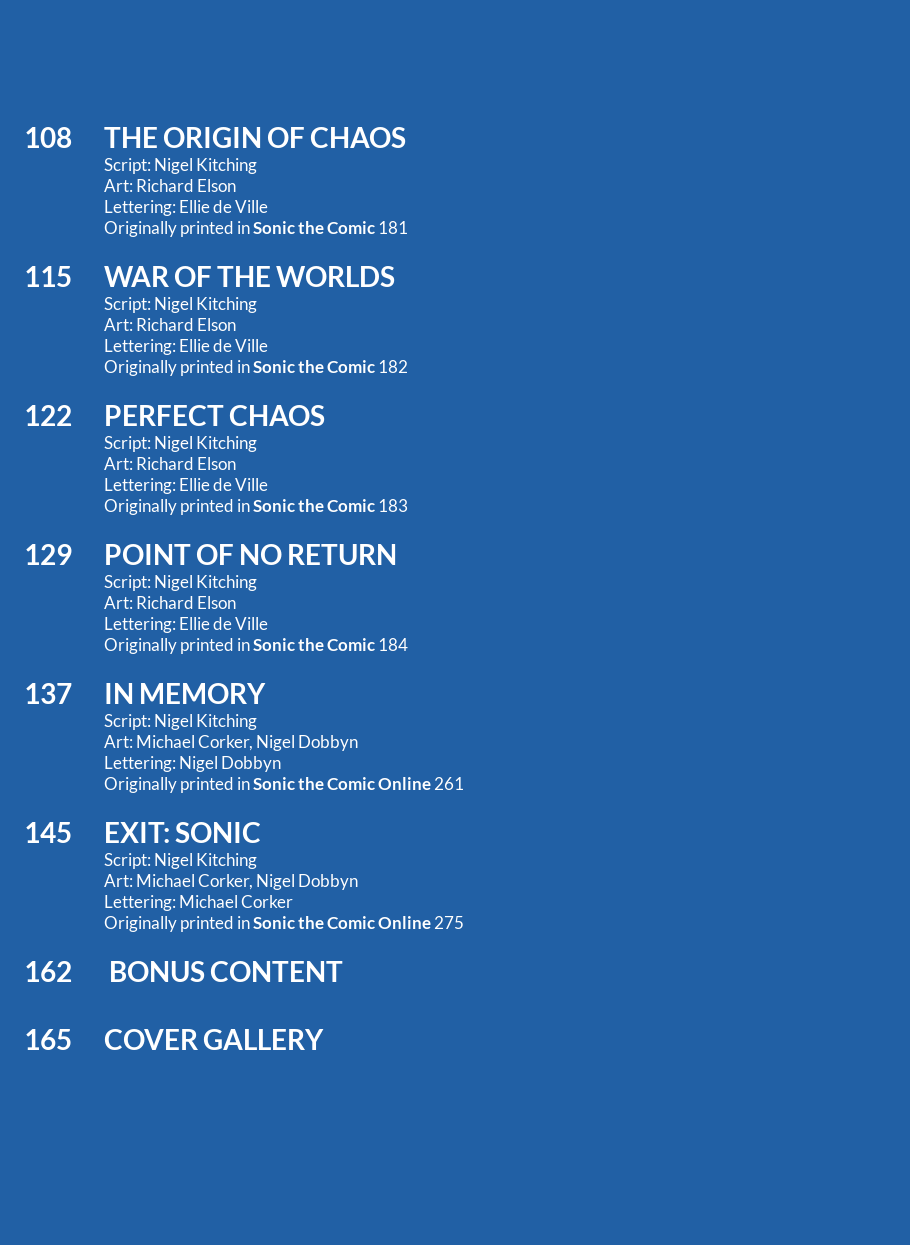 108 THE ORIGIN OF CHAOS
Script: Nigel Kitching
Art: Richard Elson
Lettering: Ellie de Ville
Originally printed in Sonic the Comic 181
115 WAR OF THE WORLDS
Script: Nigel Kitching
Art: Richard Elson
Lettering: Ellie de Ville
Originally printed in Sonic the Comic 182
122 PERFECT CHAOS
Script: Nigel Kitching
Art: Richard Elson
Lettering: Ellie de Ville
Originally printed in Sonic the Comic 183
129 POINT OF NO RETURN
Script: Nigel Kitching
Art: Richard Elson
Lettering: Ellie de Ville
Originally printed in Sonic the Comic 184
137 IN MEMORY
Script: Nigel Kitching
Art: Michael Corker, Nigel Dobbyn
Lettering: Nigel Dobbyn
Originally printed in Sonic the Comic Online 261
145 EXIT: SONIC
Script: Nigel Kitching
Art: Michael Corker, Nigel Dobbyn
Lettering: Michael Corker
Originally printed in Sonic the Comic Online 275
162 BONUS CONTENT
165 COVER GALLERY